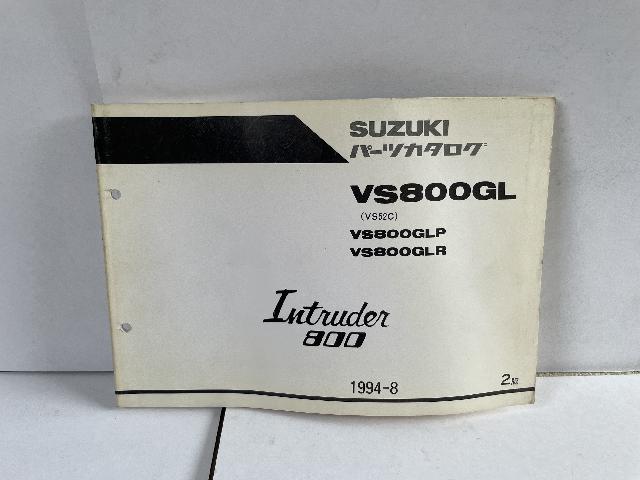 SUZUKI
パーツカタログ
VS800GL
(VS52C)
VS800GLP
VS800GLR
Intruder
800
1994-8
2版